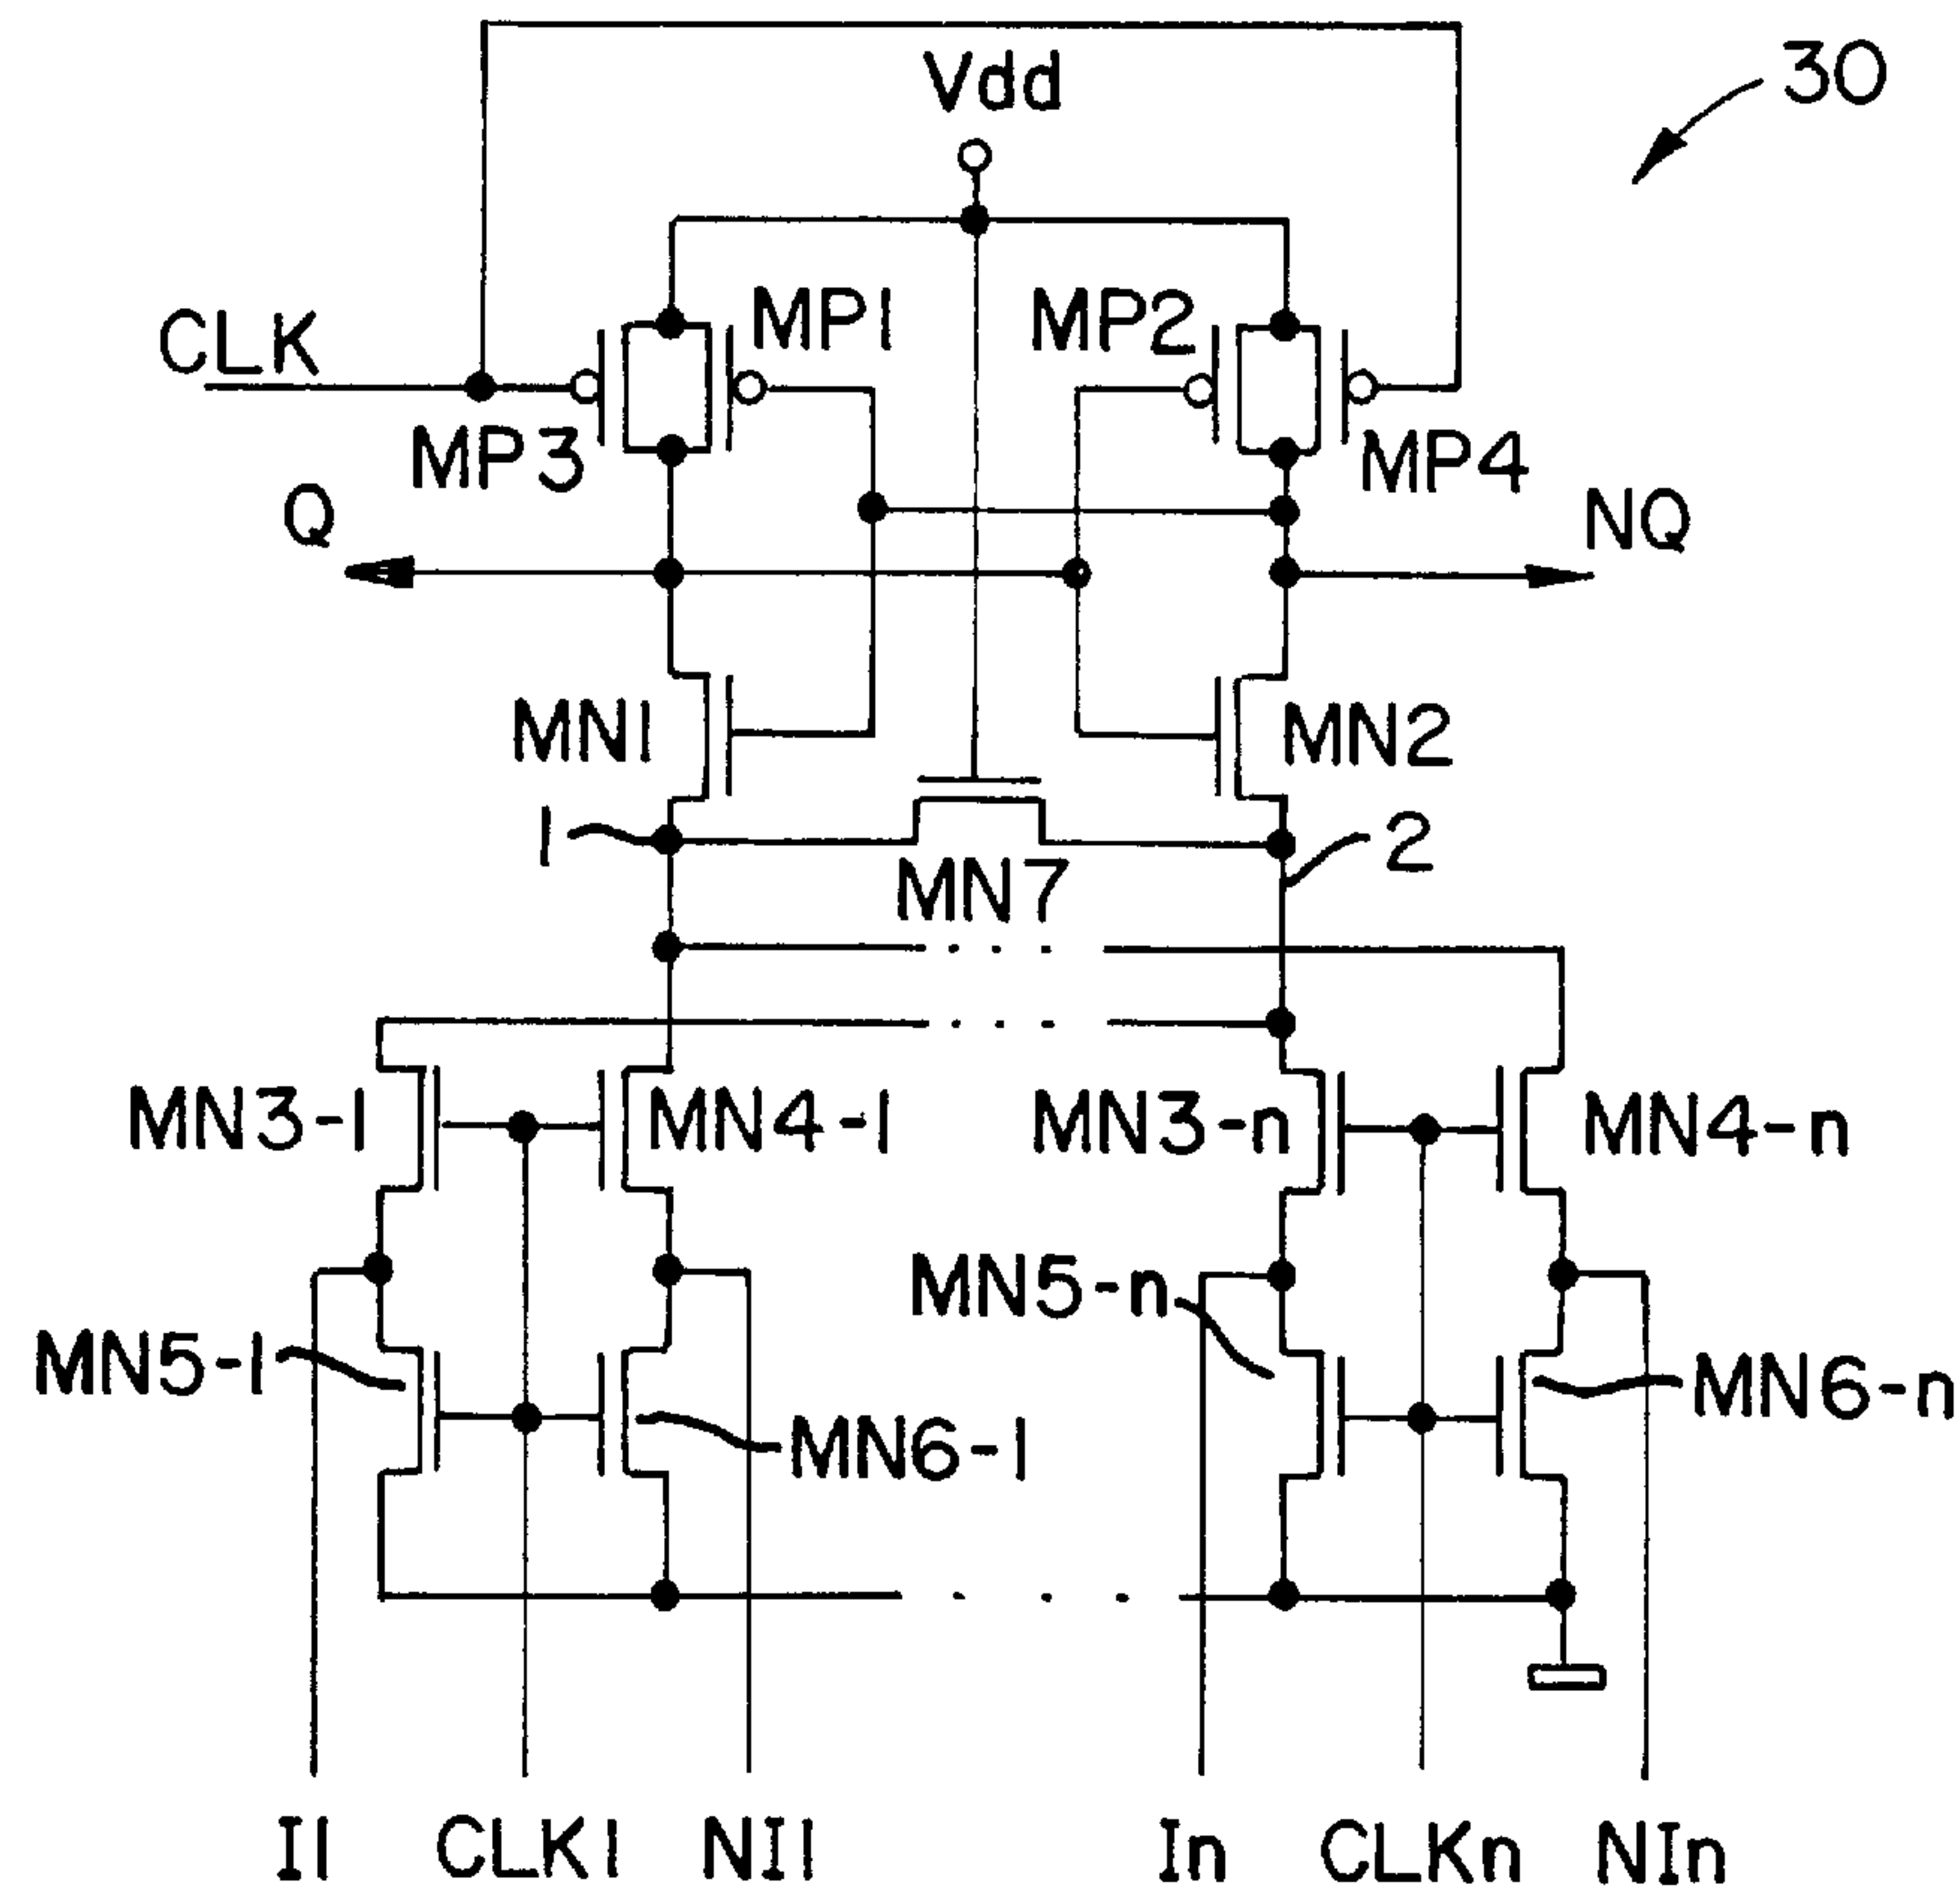 30
Vdd
CLK
MP1
MP2
MP3
MP4
Q
NQ
MN1
MN2
1
2
MN7
MN3-1
MN4-1
MN3-n
MN4-n
MN5-n
MN5-1
MN6-n
MN6-1
I1
CLK1
NI1
In
CLKn
NIn